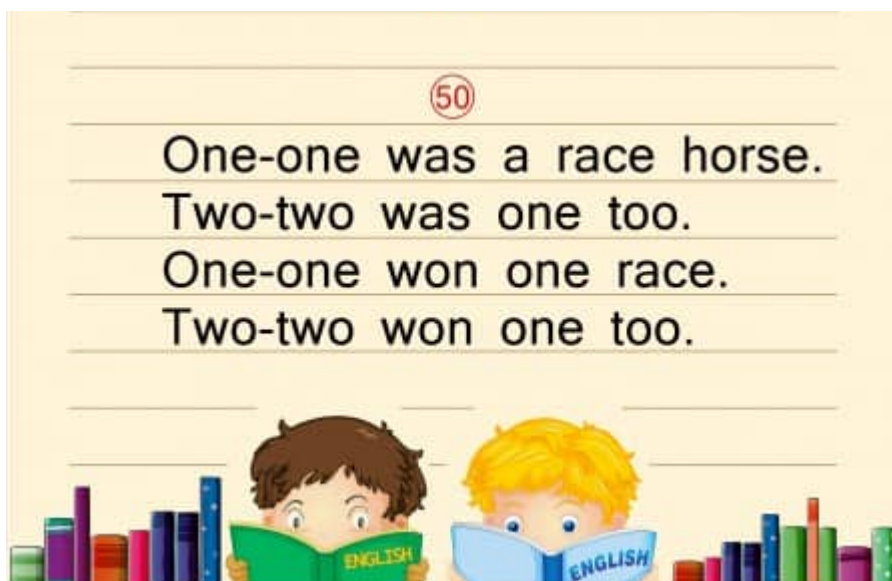 50
One-one was a race horse.
Two-two was one too.
One-one won one race.
Two-two won one too.
ENGLISH
ENGLISH